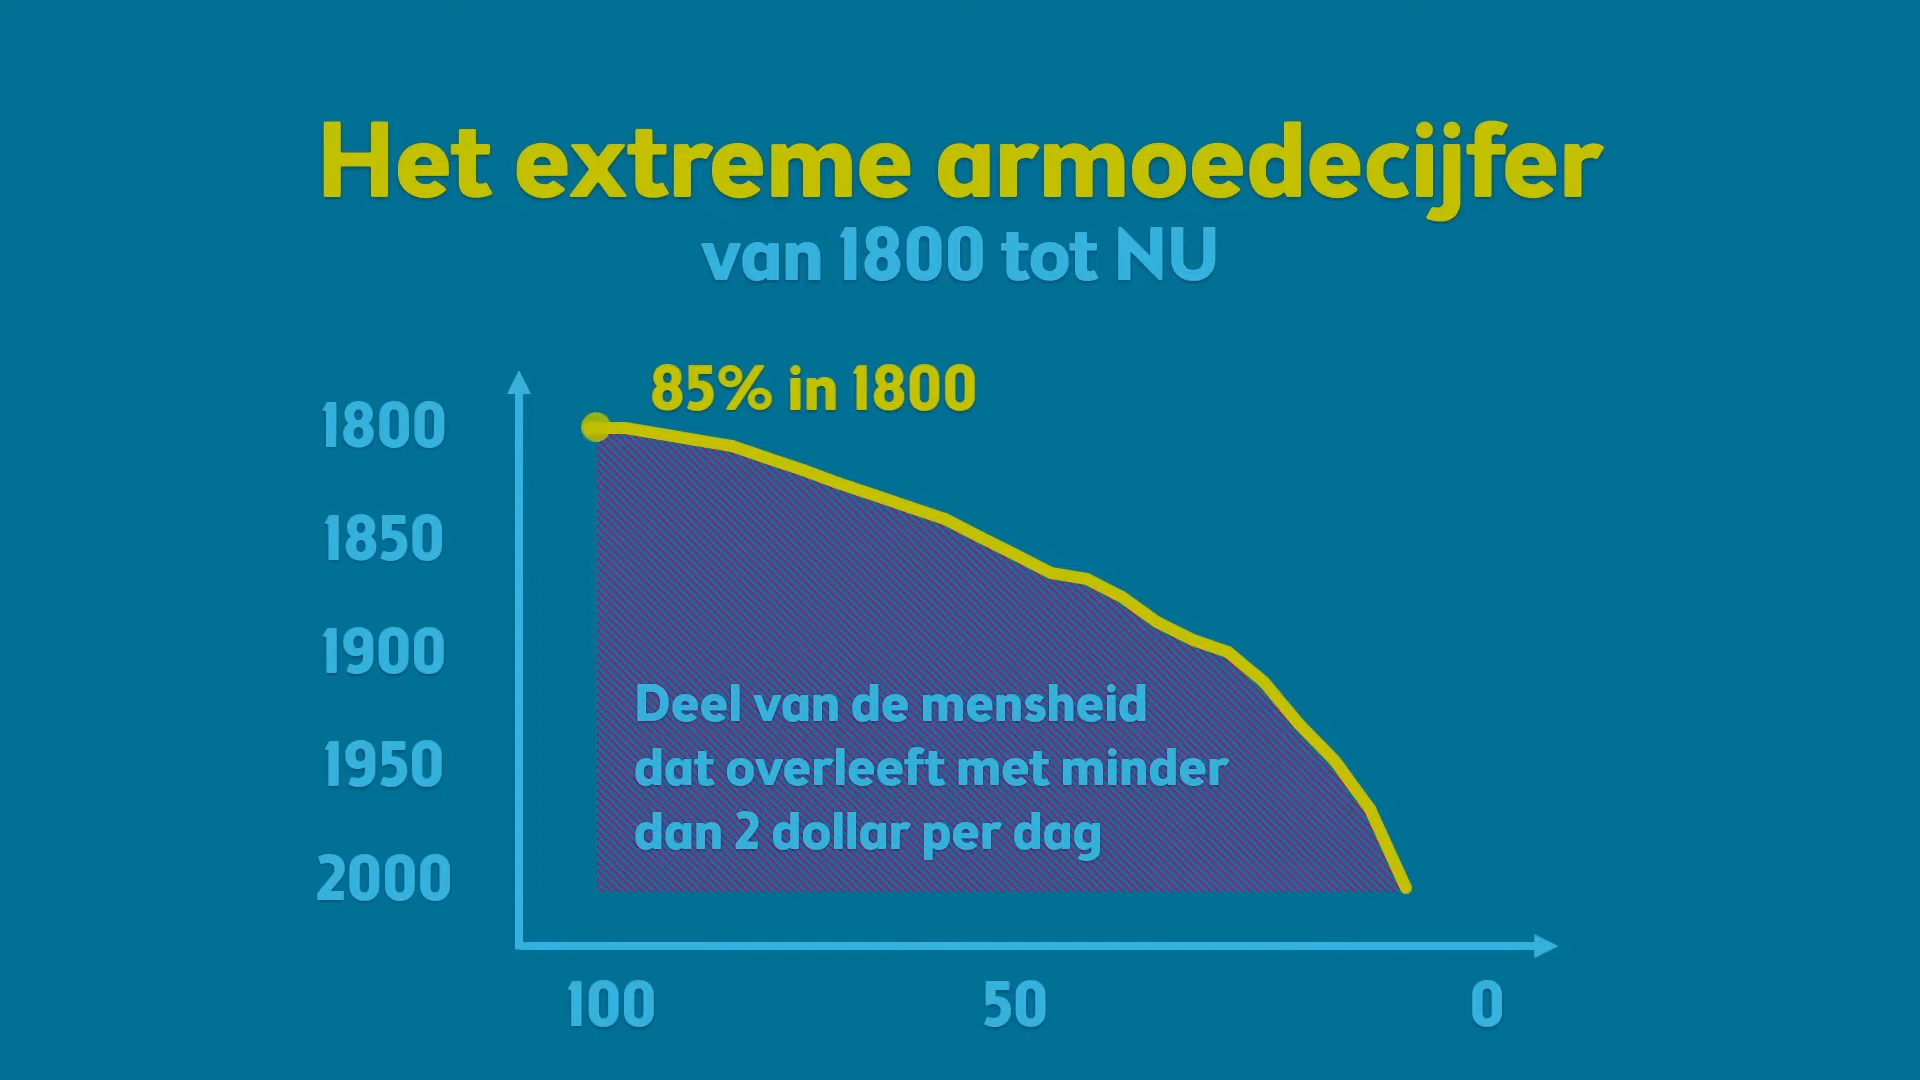 Het extreme armoedecijfer
van 1800 tot NU
85% in 1800
1800
1850
1900
1950
2000
Deel van de mensheid
dat overleeft met minder
dan 2 dollar per dag
100 50 0